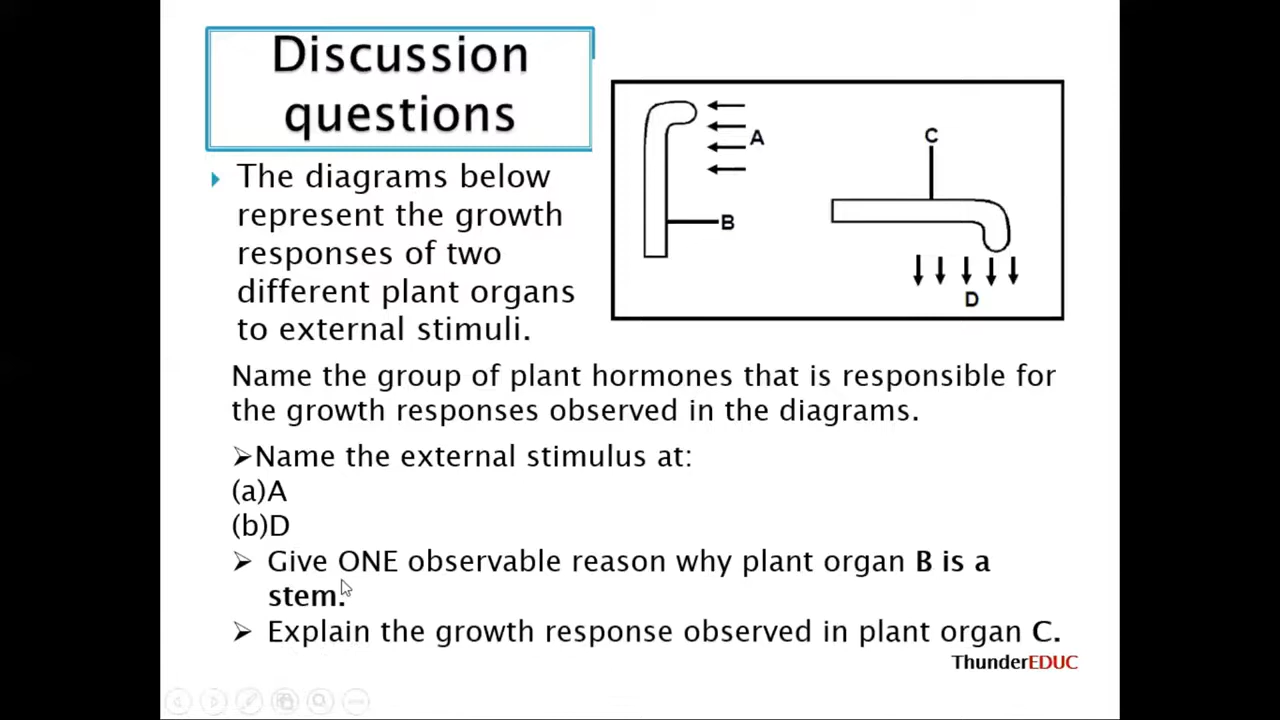 Discussion
questions
The diagrams below
represent the growth
responses of two
different plant organs
to external stimuli.
A
B
C
D
Name the group of plant hormones that is responsible for
the growth responses observed in the diagrams.
➢Name the external stimulus at:
(a)A
(b)D
➢ Give ONE observable reason why plant organ B is a
stem.
➢ Explain the growth response observed in plant organ C.
ThunderEDUC